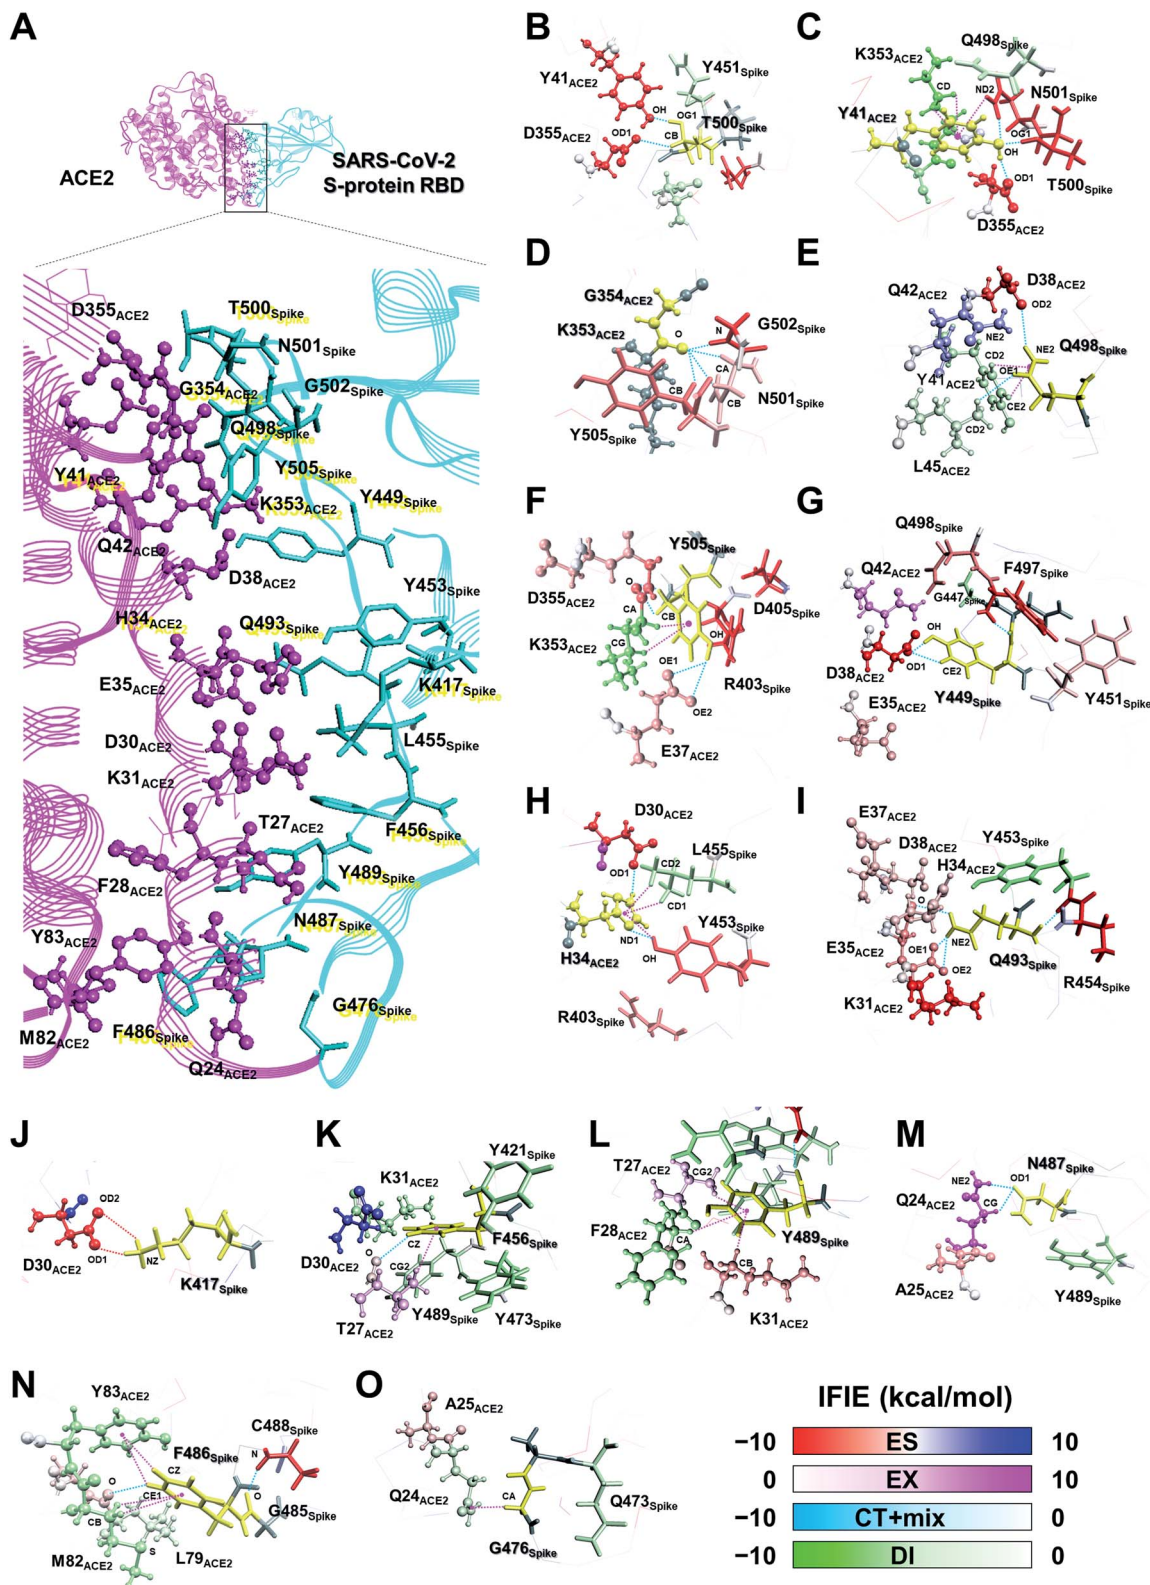 A
ACE2
SARS-CoV-2
S-protein RBD
D355ACE2
T500Spike
N501Spike
G354ACE2
G502Spike
Q498Spike
Y41ACE2
Y505Spike
K353ACE2
Y449Spike
Q42ACE2
D38ACE2
Y453Spike
H34ACE2
Q493Spike
E35ACE2
K417Spike
D30ACE2
L455Spike
K31ACE2
T27ACE2
F456Spike
F28ACE2
Y489Spike
N487Spike
Y83ACE2
G476Spike
M82ACE2
F486Spike
Q24ACE2
B
Y451Spike
Y41ACE2
OH
OG1
T500Spike
D355ACE2
OD1
CB
C
Q498Spike
K353ACE2
CD
ND2
N501Spike
Y41ACE2
OG1
OH
OD1
T500Spike
D355ACE2
D
G354ACE2
O
N
G502Spike
K353ACE2
CA
CB
CB
N501Spike
Y505Spike
E
D38ACE2
Q42ACE2
OD2
NE2
NE2
Q498Spike
CD2
OE1
Y41ACE2
CE2
CD2
L45ACE2
F
Y505Spike
O
D355ACE2
CA
CB
D405Spike
CG
OH
K353ACE2
OE1
R403Spike
OE2
E37ACE2
G
Q498Spike
Q42ACE2
F497Spike
G447Spike
OH
OD1
D38ACE2
CE2
Y449Spike
Y451Spike
E35ACE2
H
D30ACE2
L455Spike
CD2
OD1
CD1
Y453Spike
ND1
H34ACE2
OH
R403Spike
I
E37ACE2
D38ACE2
Y453Spike
H34ACE2
O
E35ACE2
OE1
NE2
OE2
Q493Spike
R454Spike
K31ACE2
J
OD2
OD1
NZ
D30ACE2
K417Spike
K
Y421Spike
K31ACE2
F456Spike
O
CZ
D30ACE2
CG2
Y489Spike
Y473Spike
T27ACE2
L
T27ACE2
CG2
F28ACE2
CA
Y489Spike
CB
K31ACE2
M
N487Spike
NE2
OD1
Q24ACE2
CG
A25ACE2
Y489Spike
N
Y83ACE2
C488Spike
F486Spike
N
CZ
O
O
CE1
G485Spike
CB
S
M82ACE2
L79ACE2
O
A25ACE2
Q24ACE2
CA
Q473Spike
G476Spike
IFIE (kcal/mol)
−10 ES 10
0 EX 10
−10 CT+mix 0
−10 DI 0